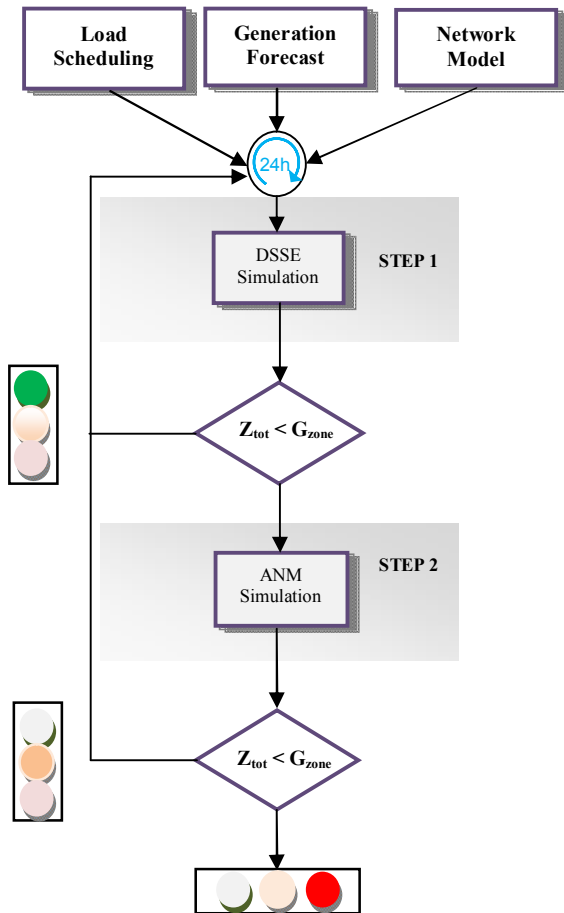 Load
Scheduling
Generation
Forecast
Network
Model
24h
DSSE
Simulation
STEP 1
Ztot < Gzone
ANM
Simulation
STEP 2
Ztot < Gzone